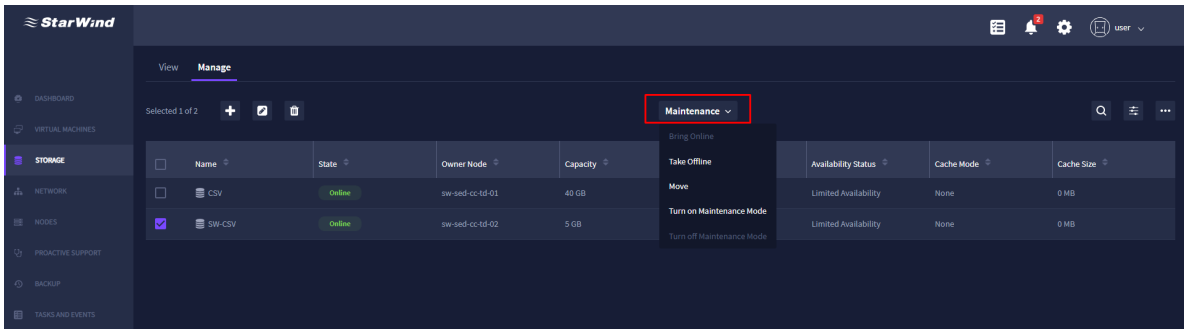 StarWind
2
user
View Manage
DASHBOARD
Selected 1 of 2
Maintenance
VIRTUAL MACHINES
Bring Online
STORAGE
Name State Owner Node Capacity Take Offline Availability Status Cache Mode Cache Size
NETWORK
CSV Online sw-sed-cc-td-01 40 GB Move Limited Availability None 0 MB
Turn on Maintenance Mode
NODES
SW-CSV Online sw-sed-cc-td-02 5 GB Limited Availability None 0 MB
Turn off Maintenance Mode
PROACTIVE SUPPORT
BACKUP
TASKS AND EVENTS